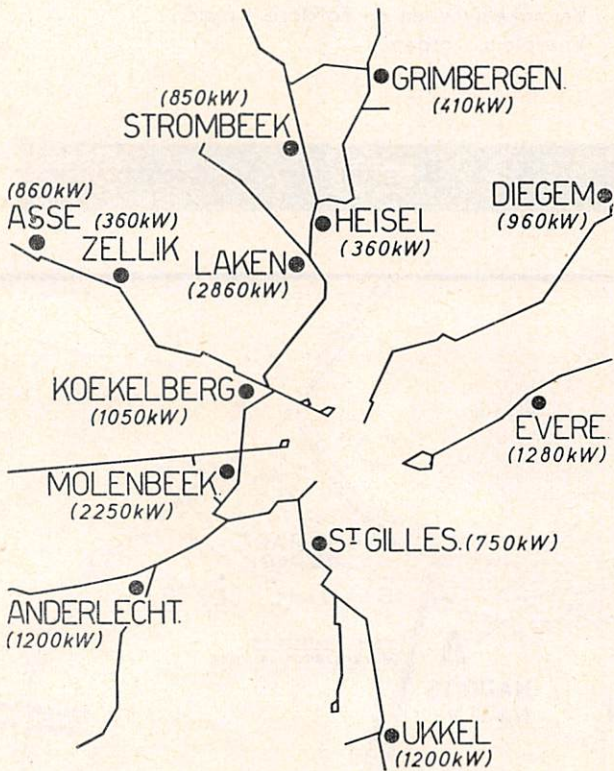 GRIMBERGEN.
(410kW)
(850kW)
STROMBEEK
DIEGEM
(960kW)
(860kW)
ASSE
(360kW)
ZELLIK
HEISEL
(360kW)
LAKEN
(2860kW)
KOEKELBERG
(1050kW)
EVERE.
(1280kW)
MOLENBEEK.
(2250kW)
ST GILLES. (750kW)
ANDERLECHT.
(1200kW)
UKKEL
(1200kW)